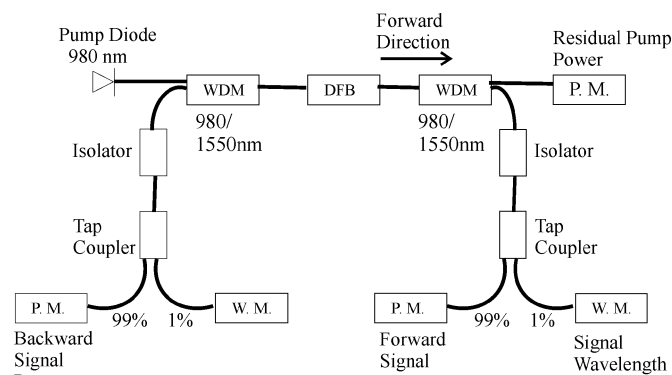 Pump Diode
980 nm
Forward
Direction
Residual Pump
Power
WDM
DFB
WDM
P. M.
980/
1550nm
980/
1550nm
Isolator
Isolator
Tap
Coupler
Tap
Coupler
P. M.
W. M.
P. M.
W. M.
99%
1%
99%
1%
Backward
Signal
Forward
Signal
Signal
Wavelength